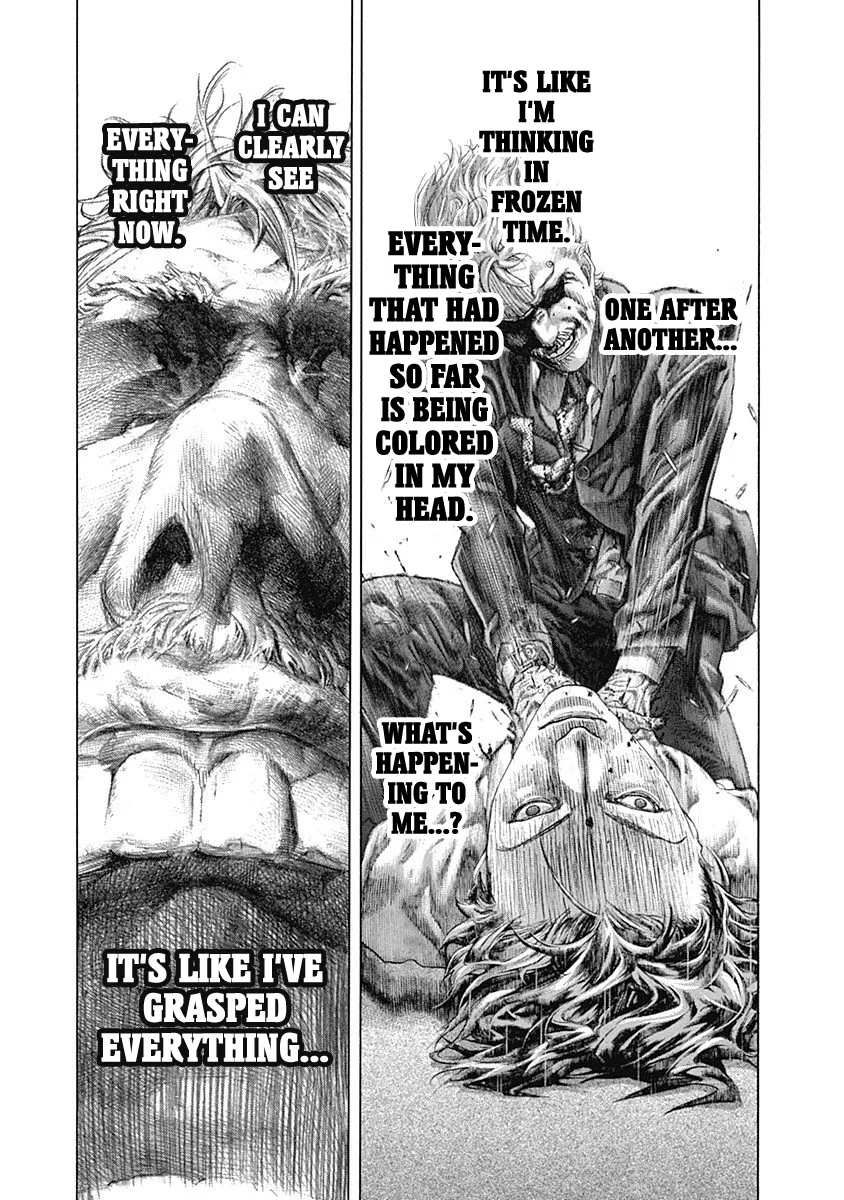 IT'S LIKE
I'M
THINKING
IN
FROZEN
TIME.
ONE AFTER
ANOTHER...
EVERY-
THING
THAT HAD
HAPPENED
SO FAR
IS BEING
COLORED
IN MY
HEAD.
WHAT'S
HAPPEN-
ING TO
ME...?
I CAN
CLEARLY
SEE
EVERY-
THING
RIGHT
NOW.
IT'S LIKE I'VE
GRASPED
EVERYTHING...